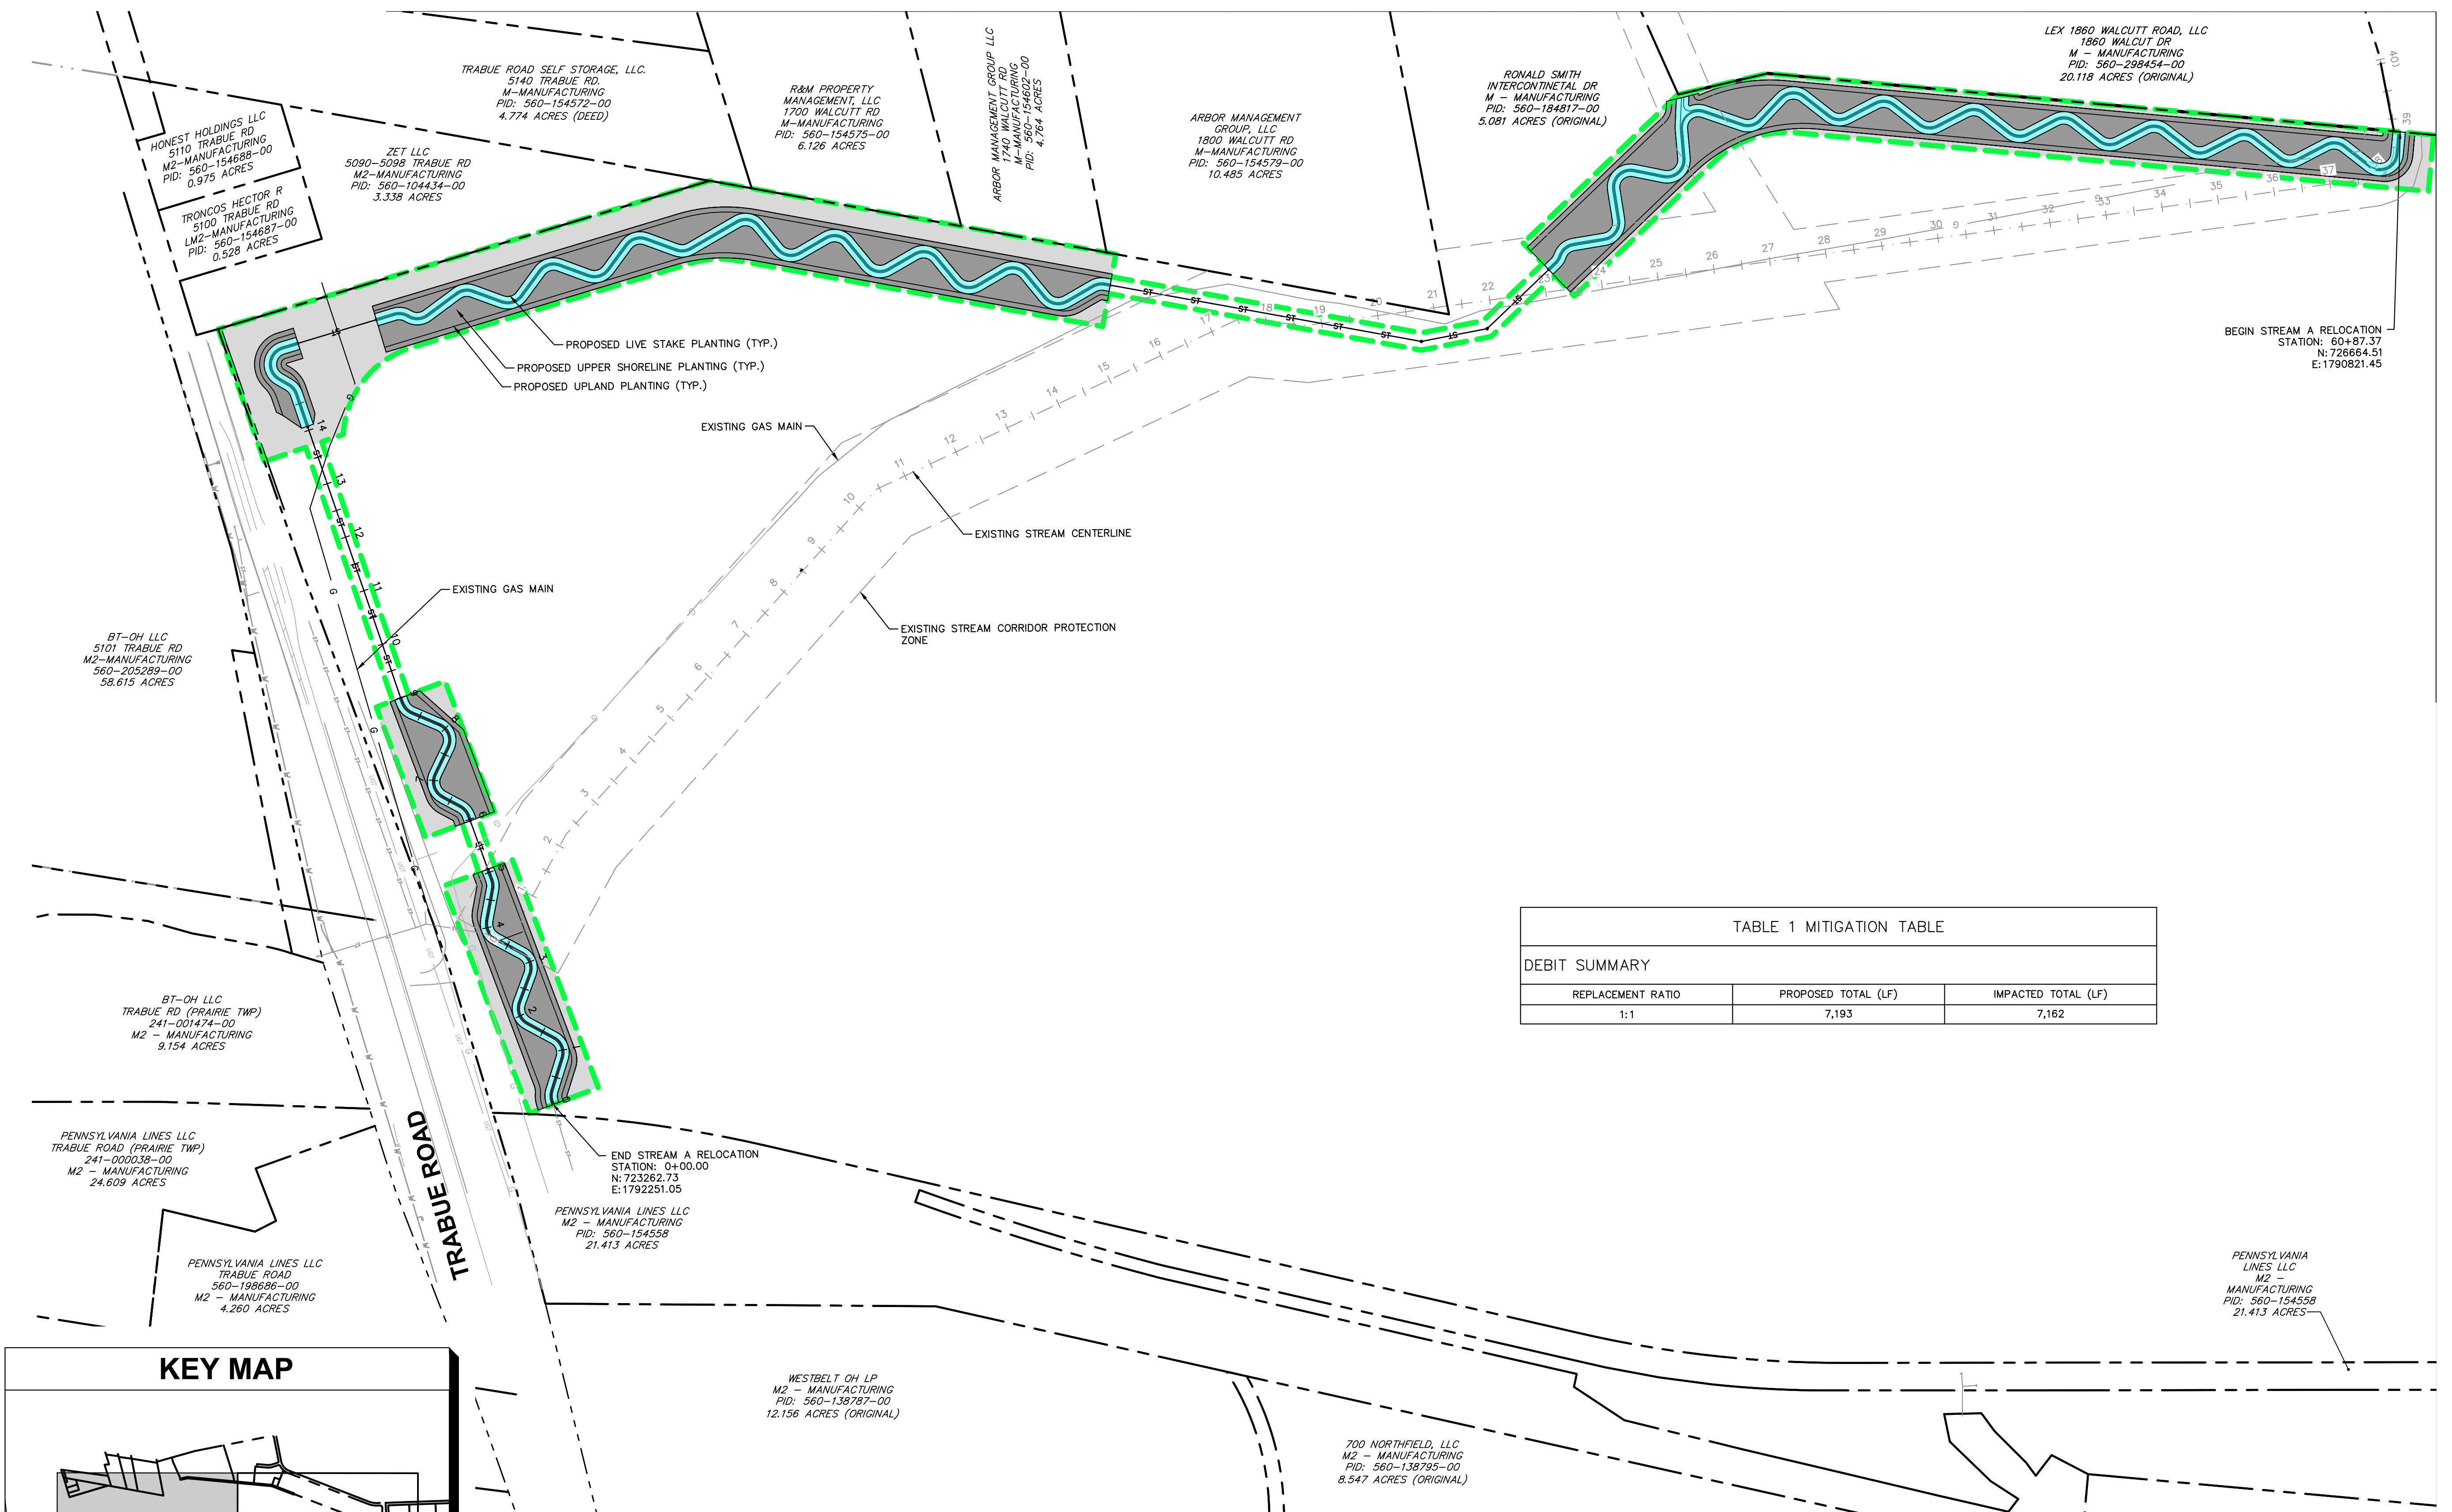 TRABUE ROAD SELF STORAGE, LLC.
5140 TRABUE RD.
M-MANUFACTURING
PID: 560-154572-00
4.774 ACRES (DEED)
R&M PROPERTY
MANAGEMENT, LLC
1700 WALCUTT RD
M-MANUFACTURING
PID: 560-154575-00
6.126 ACRES
ARBOR MANAGEMENT GROUP LLC
1740 WALCUTT RD
M-MANUFACTURING
PID: 560-154602-00
4.764 ACRES
ARBOR MANAGEMENT
GROUP, LLC
1800 WALCUTT RD
M-MANUFACTURING
PID: 560-154579-00
10.485 ACRES
RONALD SMITH
INTERCONTINETAL DR
M - MANUFACTURING
PID: 560-184817-00
5.081 ACRES (ORIGINAL)
LEX 1860 WALCUTT ROAD, LLC
1860 WALCUT DR
M - MANUFACTURING
PID: 560-298454-00
20.118 ACRES (ORIGINAL)
HONEST HOLDINGS LLC
5110 TRABUE RD
M2-MANUFACTURING
PID: 560-154688-00
0.975 ACRES
TRONCOS HECTOR R
5100 TRABUE RD
LM2-MANUFACTURING
PID: 560-154687-00
0.528 ACRES
ZET LLC
5090-5098 TRABUE RD
M2-MANUFACTURING
PID: 560-104434-00
3.338 ACRES
PROPOSED LIVE STAKE PLANTING (TYP.)
PROPOSED UPPER SHORELINE PLANTING (TYP.)
PROPOSED UPLAND PLANTING (TYP.)
BEGIN STREAM A RELOCATION
STATION: 60+87.37
N: 726664.51
E: 1790821.45
EXISTING GAS MAIN
EXISTING STREAM CENTERLINE
EXISTING GAS MAIN
EXISTING STREAM CORRIDOR PROTECTION
ZONE
BT-OH LLC
5101 TRABUE RD
M2-MANUFACTURING
560-205289-00
58.615 ACRES
TABLE 1 MITIGATION TABLE
DEBIT SUMMARY
REPLACEMENT RATIO PROPOSED TOTAL (LF) IMPACTED TOTAL (LF)
1:1 7,193 7,162
BT-OH LLC
TRABUE RD (PRAIRIE TWP)
241-001474-00
M2 - MANUFACTURING
9.154 ACRES
PENNSYLVANIA LINES LLC
TRABUE ROAD (PRAIRIE TWP)
241-000038-00
M2 - MANUFACTURING
24.609 ACRES
TRABUE ROAD
END STREAM A RELOCATION
STATION: 0+00.00
N: 723262.73
E: 1792251.05
PENNSYLVANIA LINES LLC
M2 - MANUFACTURING
PID: 560-154558
21.413 ACRES
PENNSYLVANIA LINES LLC
TRABUE ROAD
560-198686-00
M2 - MANUFACTURING
4.260 ACRES
PENNSYLVANIA
LINES LLC
M2 -
MANUFACTURING
PID: 560-154558
21.413 ACRES
KEY MAP
WESTBELT OH LP
M2 - MANUFACTURING
PID: 560-138787-00
12.156 ACRES (ORIGINAL)
700 NORTHFIELD, LLC
M2 - MANUFACTURING
PID: 560-138795-00
8.547 ACRES (ORIGINAL)